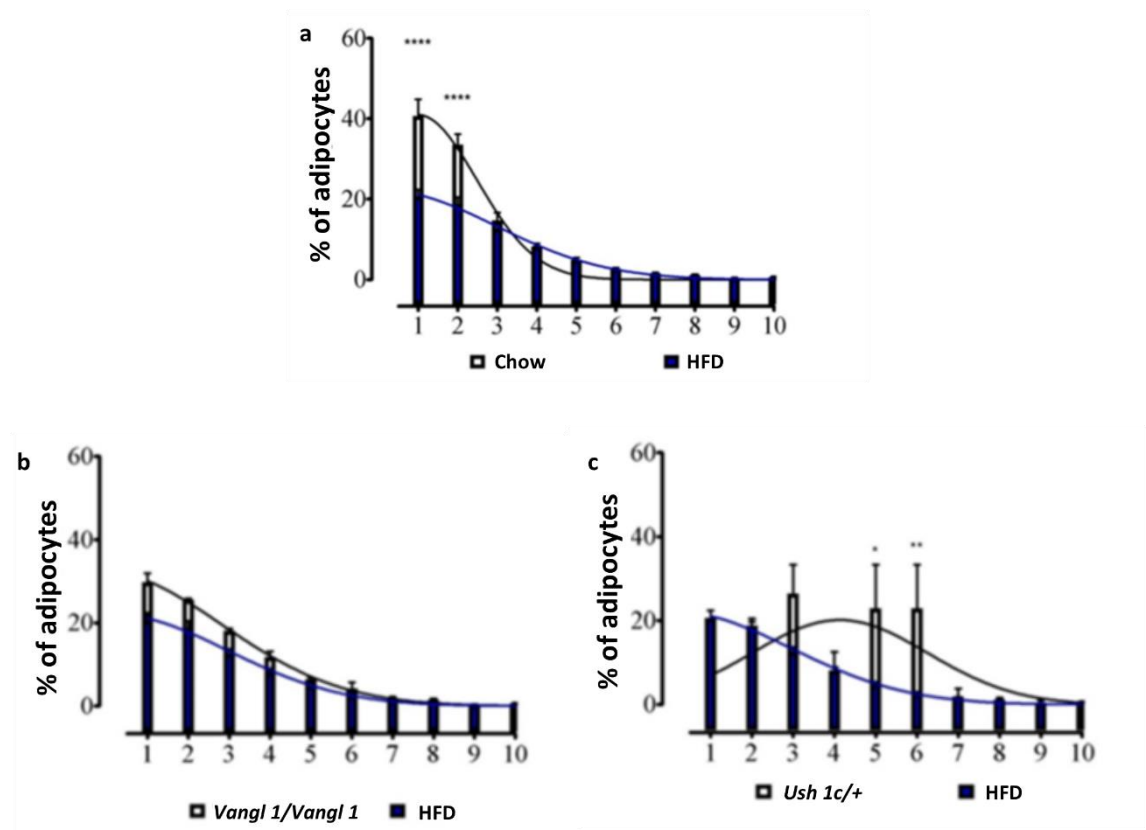 a
% of adipocytes
60
40
20
0
****
****
1 2 3 4 5 6 7 8 9 10
Chow HFD
b
% of adipocytes
60
40
20
0
1 2 3 4 5 6 7 8 9 10
Vangl 1/Vangl 1 HFD
c
% of adipocytes
60
40
20
0
*
**
1 2 3 4 5 6 7 8 9 10
Ush 1c/+ HFD